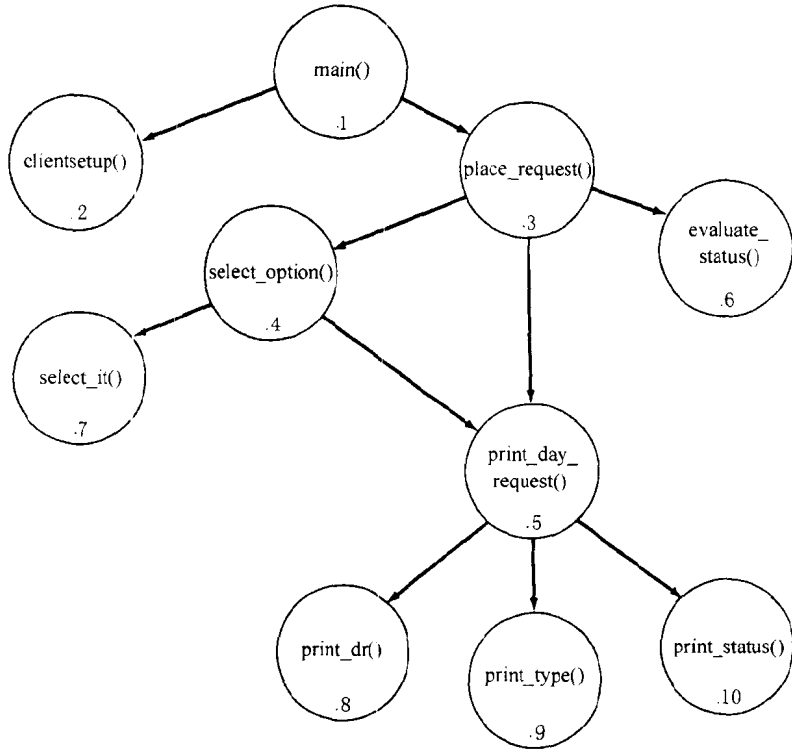 main()
.1
clientsetup()
.2
place_request()
.3
evaluate_
status()
.6
select_option()
.4
select_it()
.7
print_day_
request()
.5
print_dr()
.8
print_type()
.9
print_status()
.10